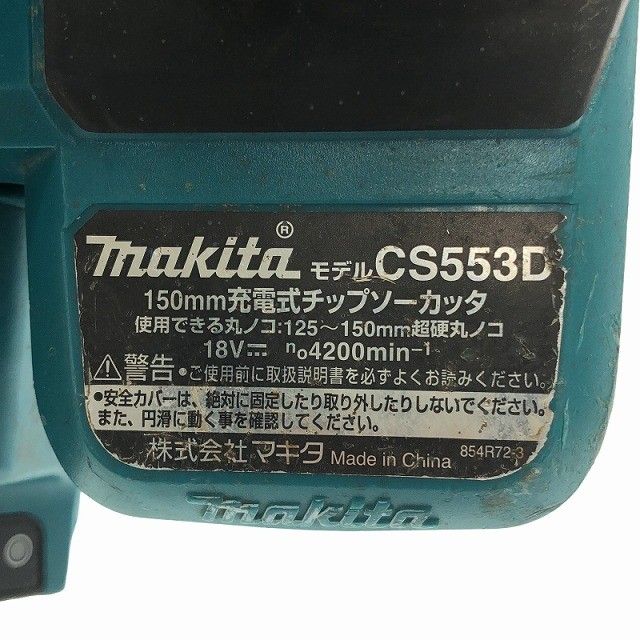 makita® モデル CS553D
150mm充電式チップソーカッタ
使用できる丸ノコ:125～150mm超硬丸ノコ
18V⎓ n₀4200min⁻¹
⚠警告 •ご使用前に取扱説明書を必ずよくお読みください。
•安全カバーは、絶対に固定したり取り外したりしないでください。
また、円滑に動く事を確認してください。
株式会社 マキタ Made in China 854R72-3
makita